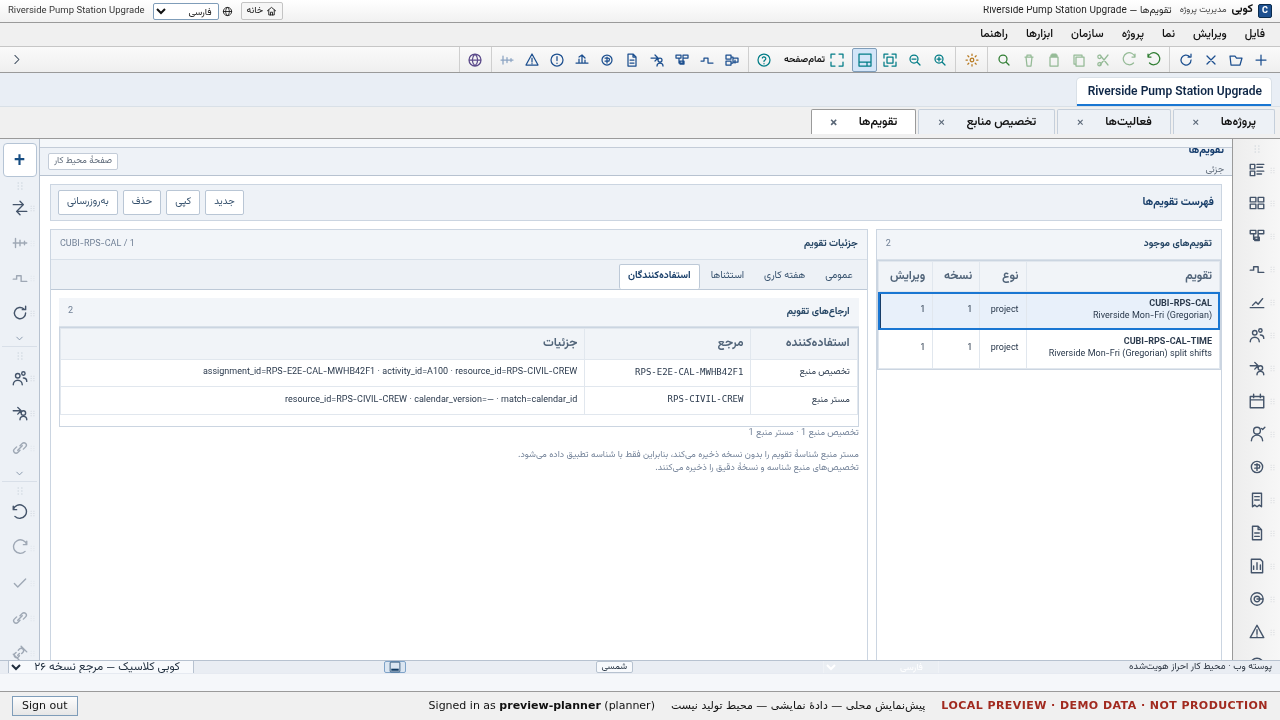 کوبی مدیریت پروژه تقویم‌ها — Riverside Pump Station Upgrade
خانه
فارسی
Riverside Pump Station Upgrade
فایل ویرایش نما پروژه سازمان ابزارها راهنما
تمام‌صفحه
Riverside Pump Station Upgrade
پروژه‌ها ×
فعالیت‌ها ×
تخصیص منابع ×
تقویم‌ها ×
تقویم‌ها
جزئی
صفحهٔ محیط کار
فهرست تقویم‌ها
جدید
کپی
حذف
به‌روزرسانی
تقویم‌های موجود
2
تقویم نوع نسخه ویرایش
CUBI-RPS-CAL
Riverside Mon-Fri (Gregorian)
project 1 1
CUBI-RPS-CAL-TIME
Riverside Mon-Fri (Gregorian) split shifts
project 1 1
جزئیات تقویم
CUBI-RPS-CAL / 1
عمومی هفته کاری استثناها استفاده‌کنندگان
ارجاع‌های تقویم
2
استفاده‌کننده مرجع جزئیات
تخصیص منبع RPS-E2E-CAL-MWHB42F1 assignment_id=RPS-E2E-CAL-MWHB42F1 · activity_id=A100 · resource_id=RPS-CIVIL-CREW
مستر منبع RPS-CIVIL-CREW resource_id=RPS-CIVIL-CREW · calendar_version=— · match=calendar_id
تخصیص منبع 1 · مستر منبع 1
مستر منبع شناسهٔ تقویم را بدون نسخه ذخیره می‌کند، بنابراین فقط با شناسه تطبیق داده می‌شود.
تخصیص‌های منبع شناسه و نسخهٔ دقیق را ذخیره می‌کنند.
پوسته وب · محیط کار احراز هویت‌شده
فارسی
شمسی
کوبی کلاسیک — مرجع نسخه ۲۶
LOCAL PREVIEW · DEMO DATA · NOT PRODUCTION
پیش‌نمایش محلی — دادهٔ نمایشی — محیط تولید نیست
Signed in as preview-planner (planner)
Sign out